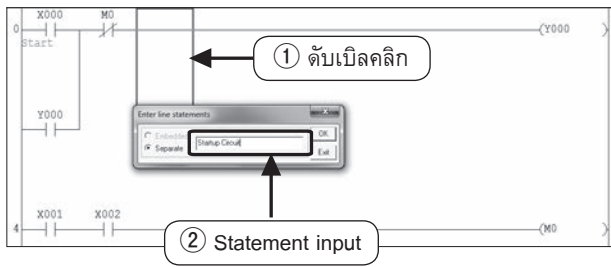 X000 M0
0 (Y000 )
Start
① ดับเบิลคลิก
Y000
Enter line statements
Embedded
Separate
Startup Circuit
OK
Exit
X001 X002
4 (M0 )
② Statement input